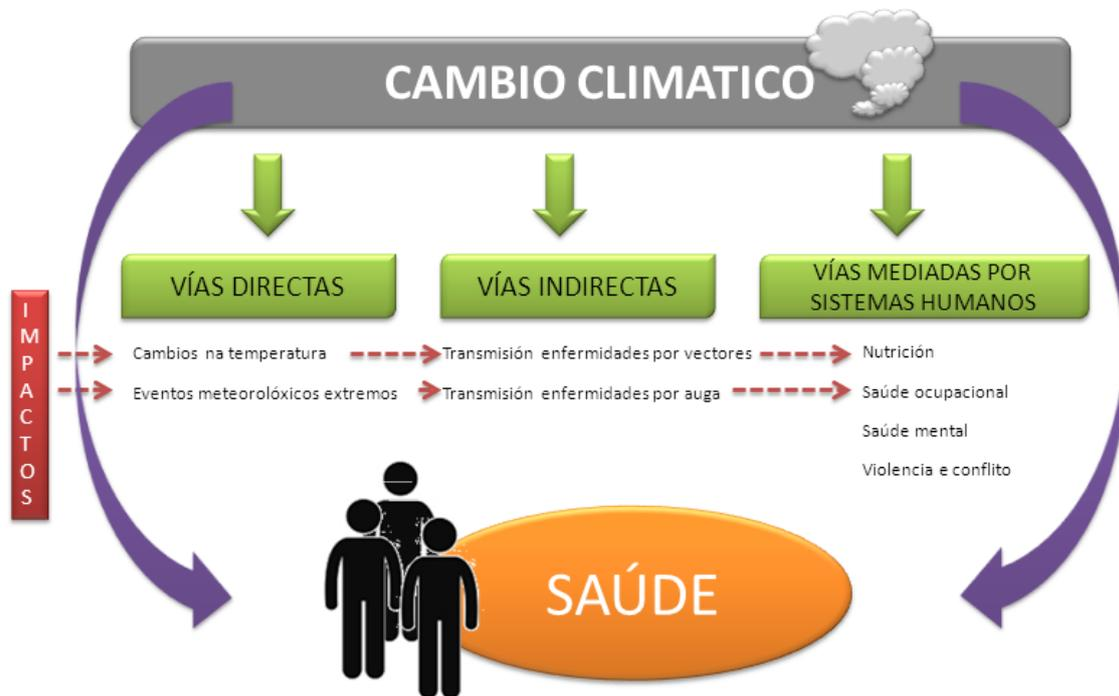 CAMBIO CLIMATICO
VÍAS DIRECTAS
VÍAS INDIRECTAS
VÍAS MEDIADAS POR
SISTEMAS HUMANOS
IMPACTOS
Cambios na temperatura
Transmisión enfermidades por vectores
Nutrición
Eventos meteorolóxicos extremos
Transmisión enfermidades por auga
Saúde ocupacional
Saúde mental
Violencia e conflito
SAÚDE